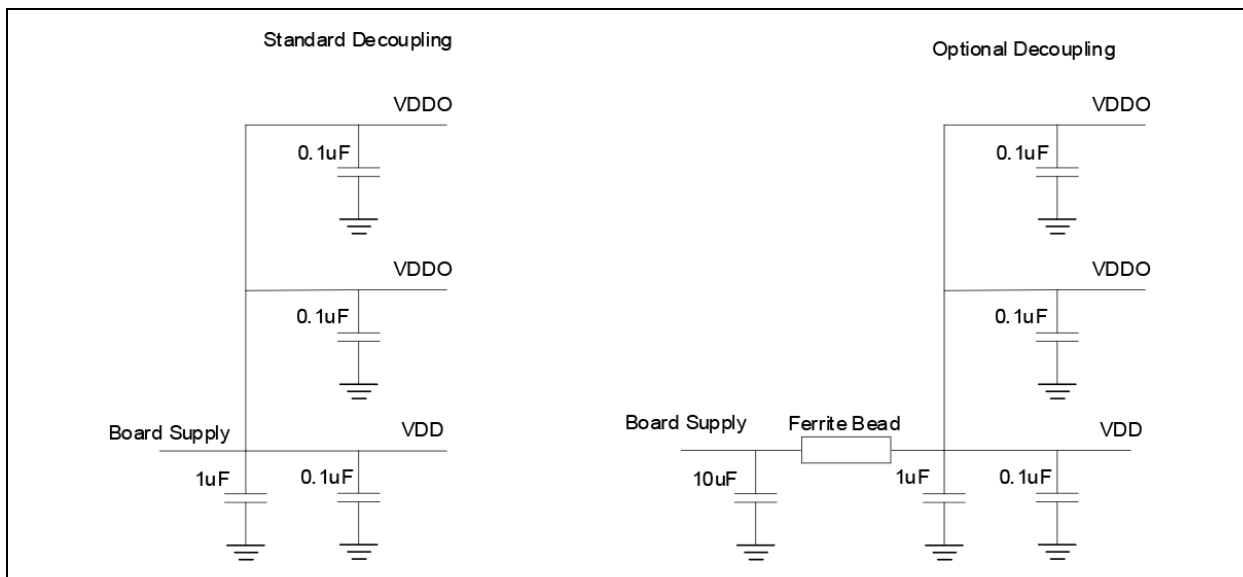 Standard Decoupling
VDDO
0.1uF
VDDO
0.1uF
Board Supply
VDD
1uF
0.1uF
Optional Decoupling
VDDO
0.1uF
VDDO
0.1uF
Board Supply
Ferrite Bead
VDD
10uF
1uF
0.1uF